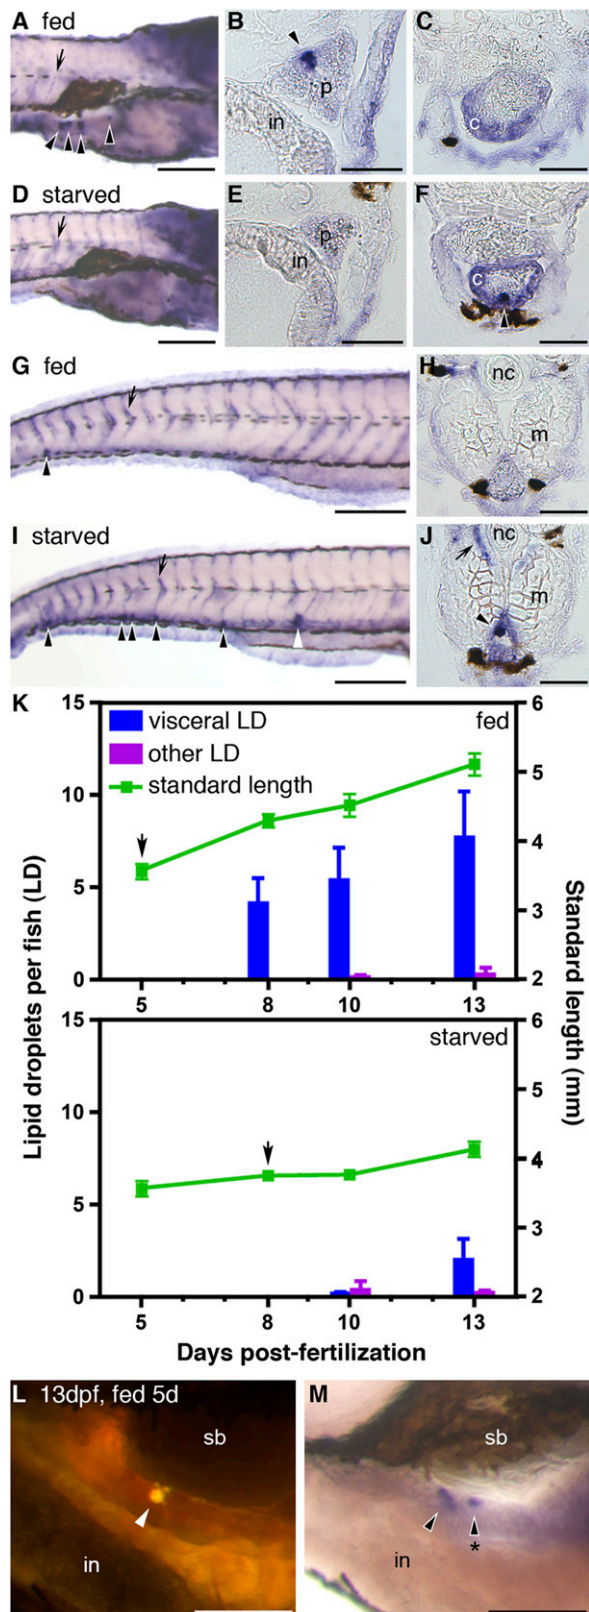 A fed
B
C
p
in
c
D starved
E
F
p
in
c
G fed
H
nc
m
I starved
J
nc
m
K
15
6
visceral LD
fed
other LD
standard length
10
5
4
5
3
0
2
5
8
10
13
15
6
starved
5
10
4
5
3
0
2
5
8
10
13
Lipid droplets per fish (LD)
Standard length (mm)
Days post-fertilization
L 13dpf, fed 5d
sb
in
M
sb
in
*